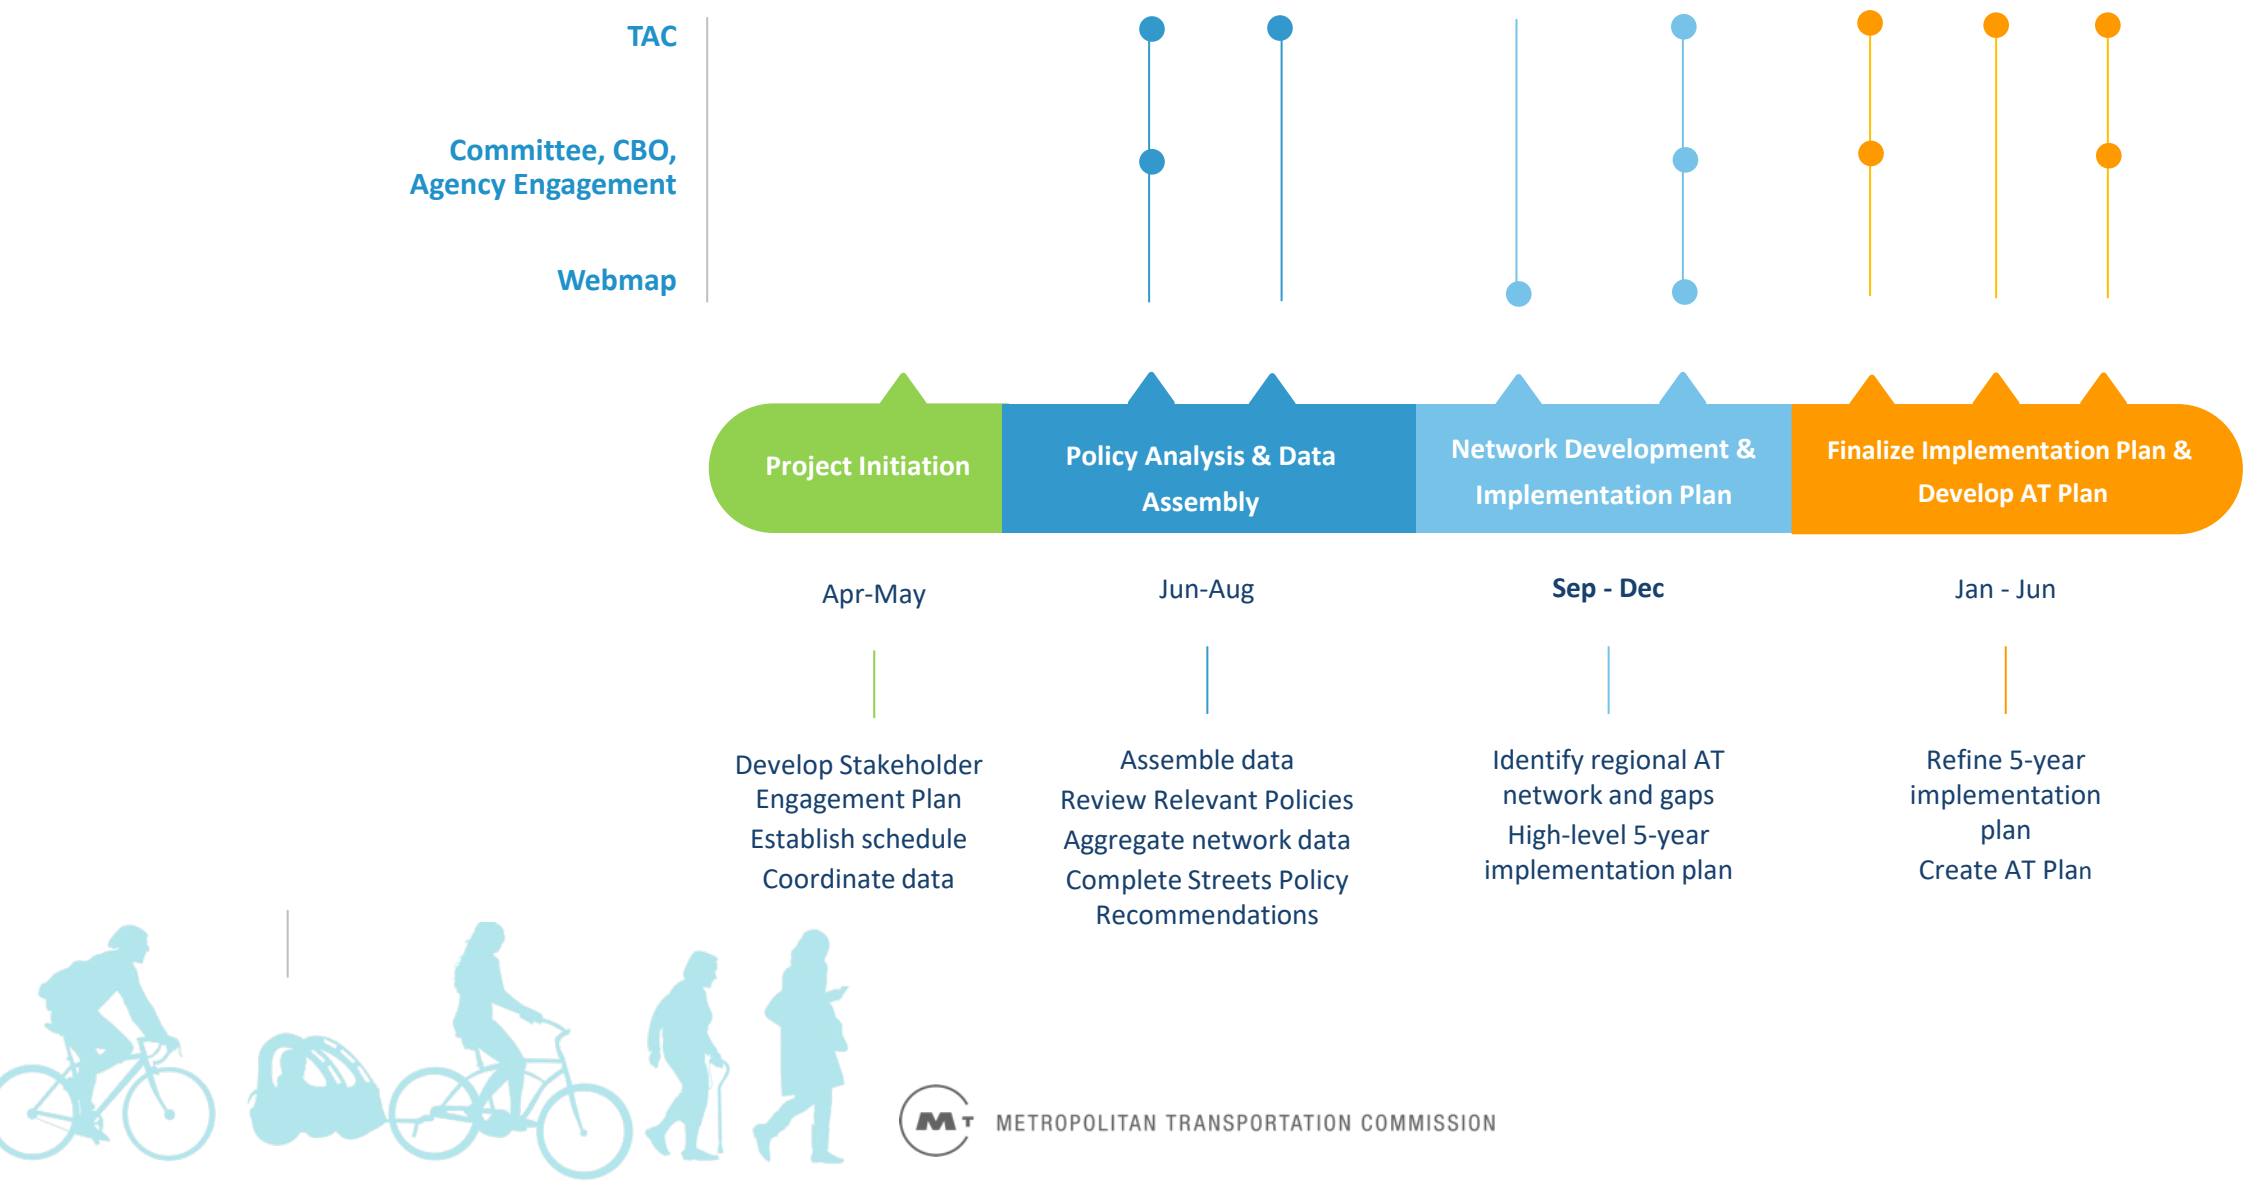 TAC
Committee, CBO,
Agency Engagement
Webmap
Project Initiation
Policy Analysis & Data
Assembly
Network Development &
Implementation Plan
Finalize Implementation Plan &
Develop AT Plan
Apr-May
Jun-Aug
Sep - Dec
Jan - Jun
Develop Stakeholder
Engagement Plan
Establish schedule
Coordinate data
Assemble data
Review Relevant Policies
Aggregate network data
Complete Streets Policy
Recommendations
Identify regional AT
network and gaps
High-level 5-year
implementation plan
Refine 5-year
implementation
plan
Create AT Plan
MT METROPOLITAN TRANSPORTATION COMMISSION